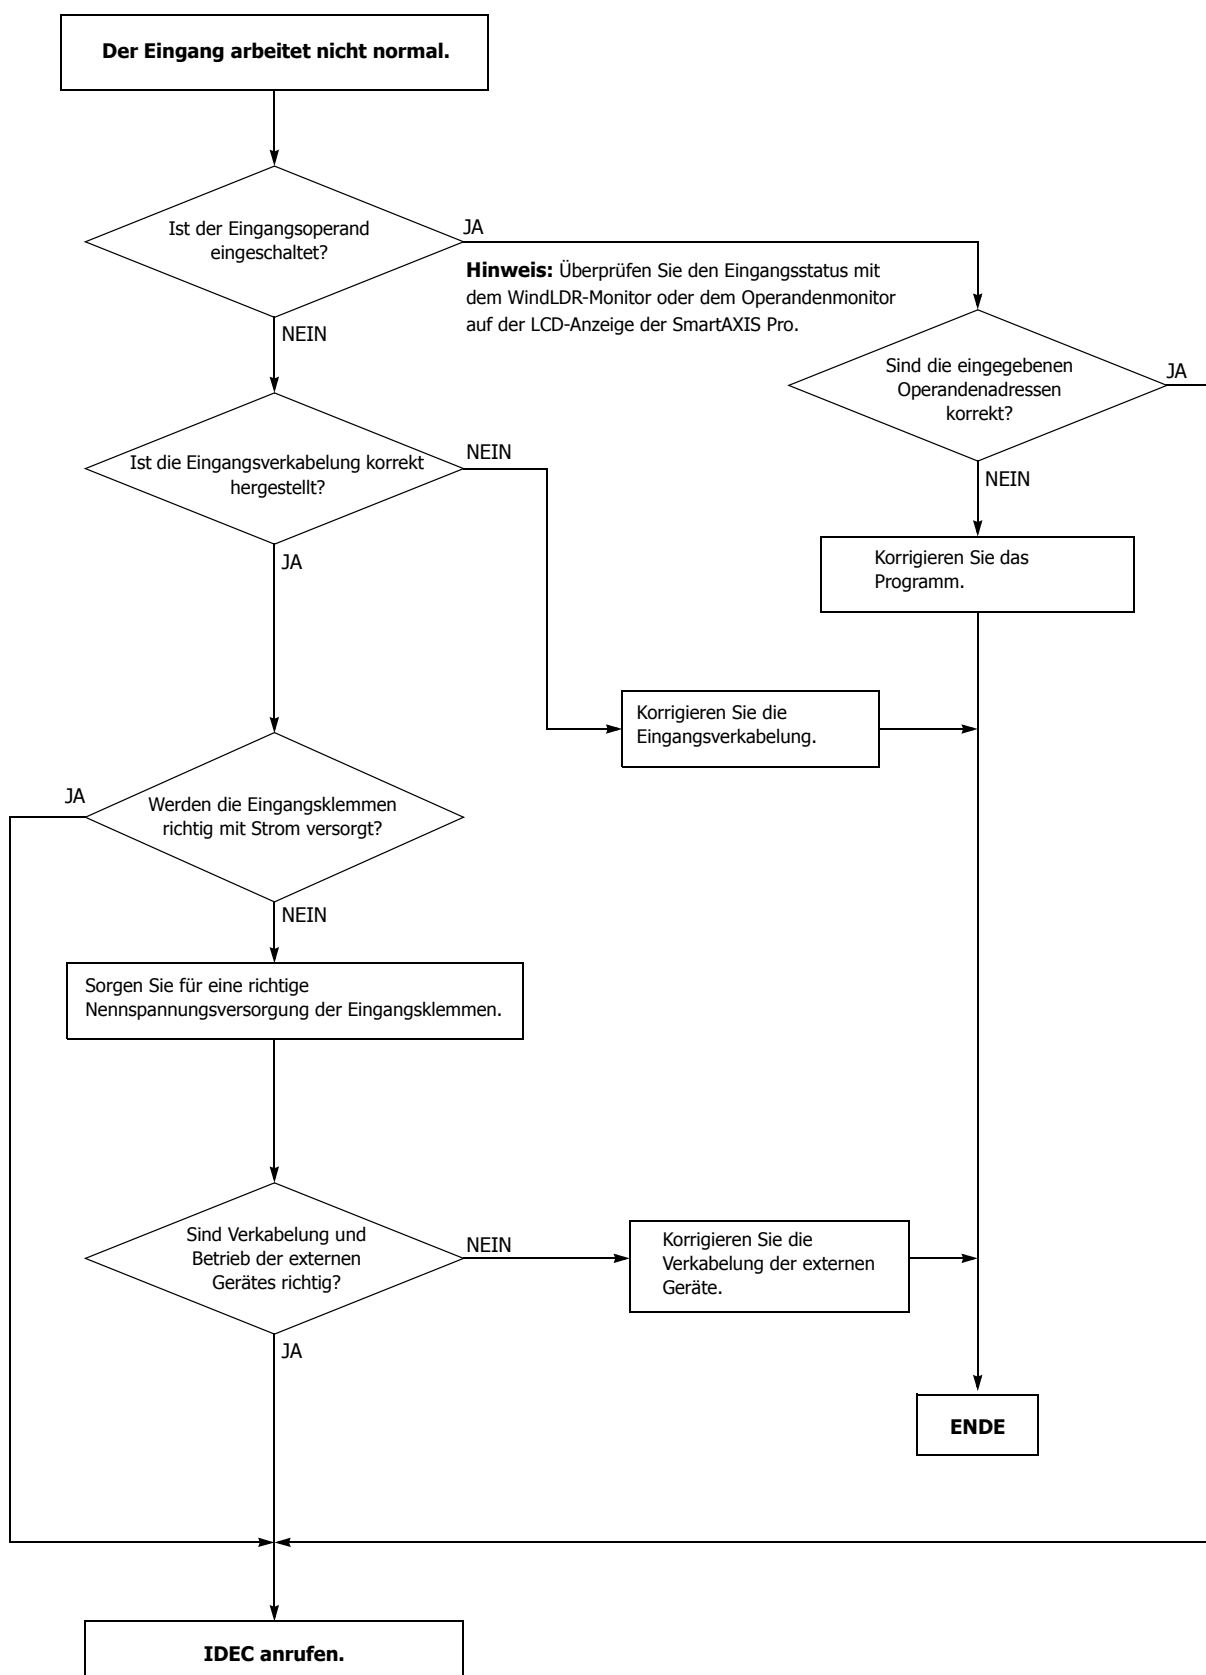 Der Eingang arbeitet nicht normal.
Ist der Eingangsoperand
eingeschaltet?
JA
Hinweis: Überprüfen Sie den Eingangsstatus mit
dem WindLDR-Monitor oder dem Operandenmonitor
auf der LCD-Anzeige der SmartAXIS Pro.
NEIN
Sind die eingegebenen
Operandenadressen
korrekt?
JA
NEIN
Ist die Eingangsverkabelung korrekt
hergestellt?
NEIN
JA
Korrigieren Sie das
Programm.
Korrigieren Sie die
Eingangsverkabelung.
JA
Werden die Eingangsklemmen
richtig mit Strom versorgt?
NEIN
Sorgen Sie für eine richtige
Nennspannungsversorgung der Eingangsklemmen.
Sind Verkabelung und
Betrieb der externen
Gerätes richtig?
NEIN
Korrigieren Sie die
Verkabelung der externen
Geräte.
JA
ENDE
IDEC anrufen.